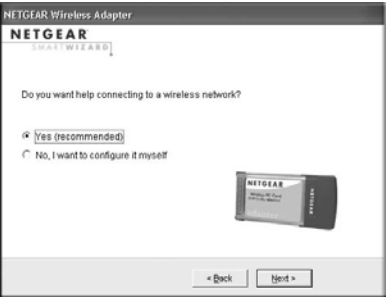 NETGEAR Wireless Adapter
NETGEAR
SMARTWIZARD
Do you want help connecting to a wireless network?
Yes (recommended)
No, I want to configure it myself
NETGEAR
< Back
Next >